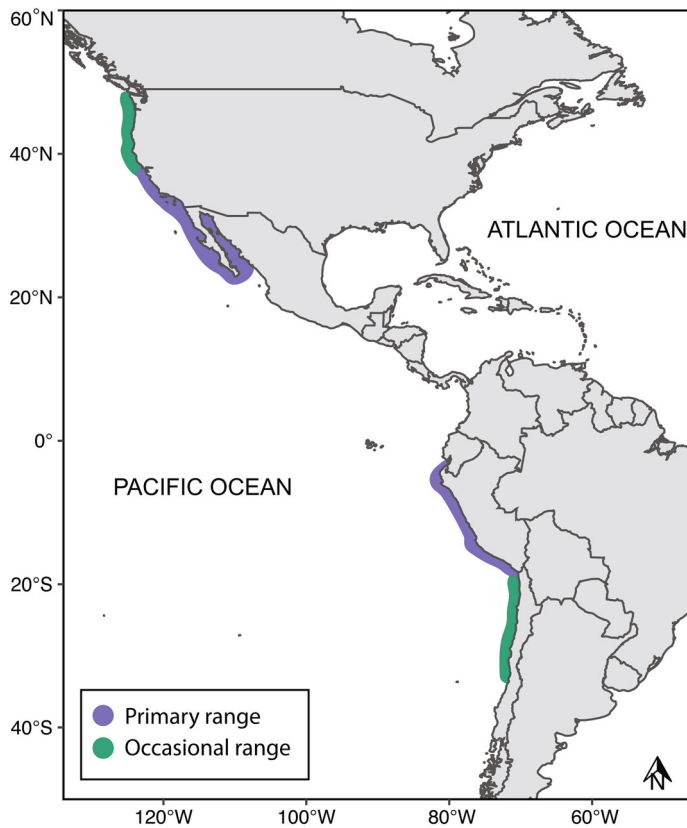 60°N
40°N
20°N
0°
20°S
40°S
ATLANTIC OCEAN
PACIFIC OCEAN
Primary range
Occasional range
N
120°W
100°W
80°W
60°W